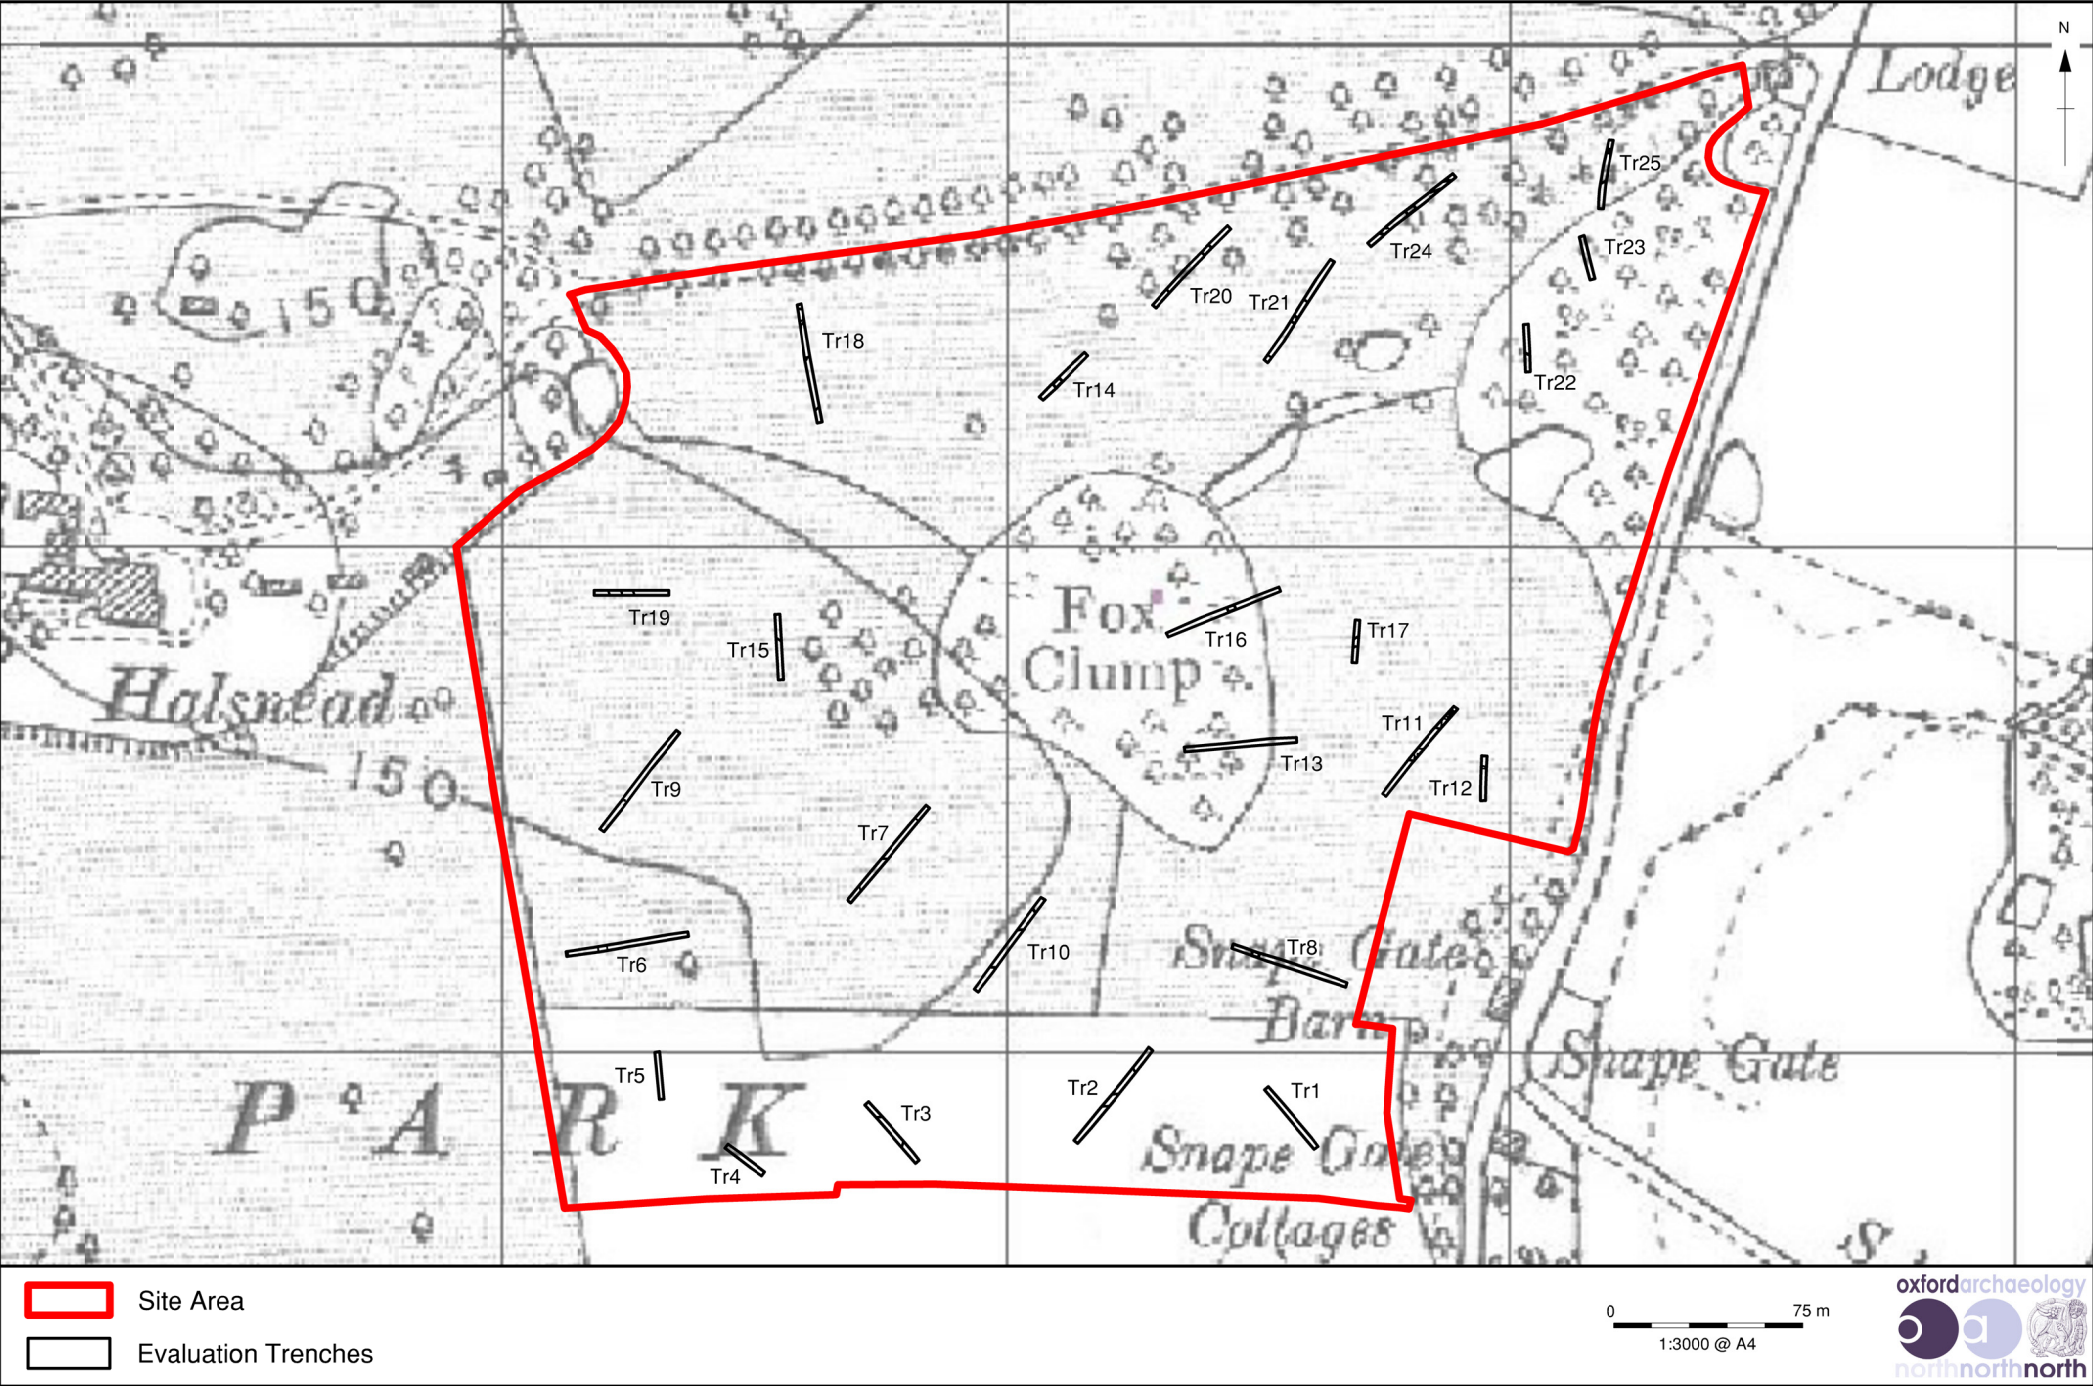 N
Lodge
Tr25
Tr23
Tr24
Tr20
Tr21
150
Tr18
Tr22
Tr14
Fox
Clump
Tr19
Tr16
Tr17
Tr15
Halsnead
Tr11
Tr13
150
Tr9
Tr12
Tr7
Snape Gate
Barn
Tr8
Tr10
Tr6
Snape Gate
Tr5
Tr2
Tr1
PARK
Tr3
Snape Gate
Cottages
Tr4
S
Site Area
Evaluation Trenches
0 75 m
1:3000 @ A4
oxfordarchaeology
oa
northnorthnorth